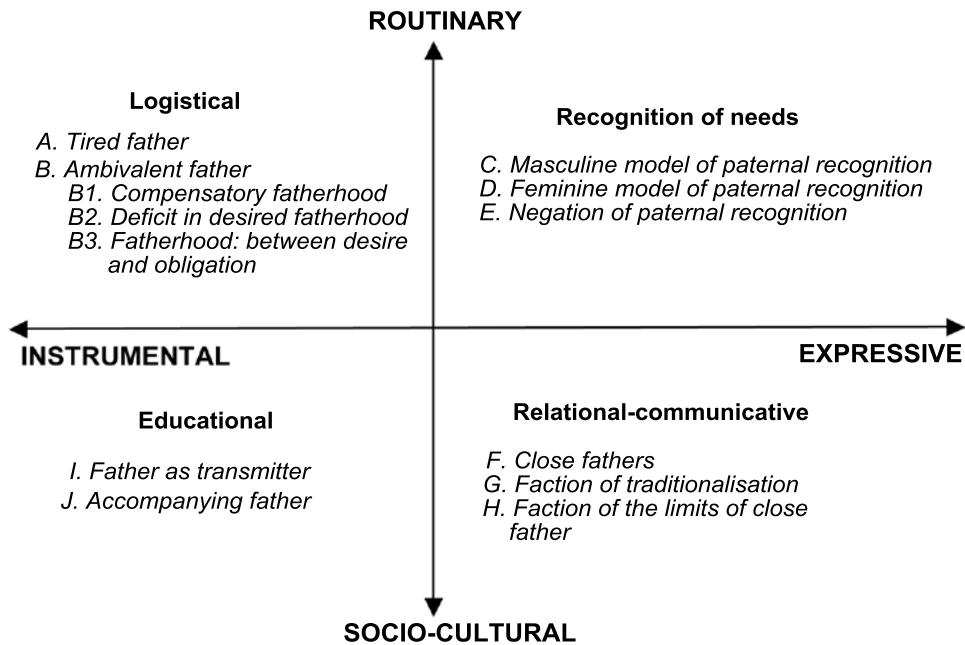 ROUTINARY
Logistical
A. Tired father
B. Ambivalent father
B1. Compensatory fatherhood
B2. Deficit in desired fatherhood
B3. Fatherhood: between desire
and obligation
Recognition of needs
C. Masculine model of paternal recognition
D. Feminine model of paternal recognition
E. Negation of paternal recognition
INSTRUMENTAL
EXPRESSIVE
Educational
I. Father as transmitter
J. Accompanying father
Relational-communicative
F. Close fathers
G. Faction of traditionalisation
H. Faction of the limits of close
father
SOCIO-CULTURAL